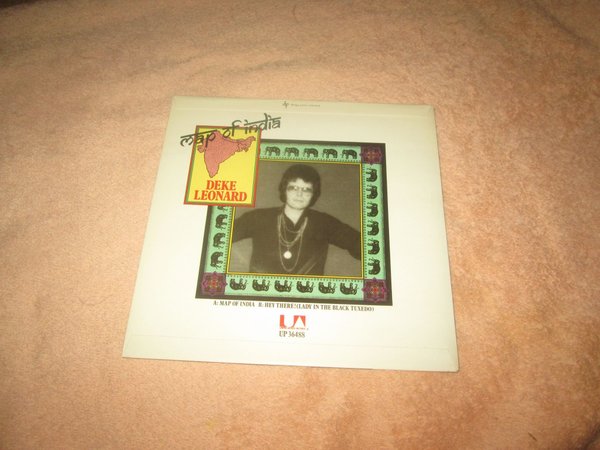 map of india
DEKE
LEONARD
A: MAP OF INDIA B: HEY THERE! (LADY IN THE BLACK TUXEDO)
UA
UP 36488